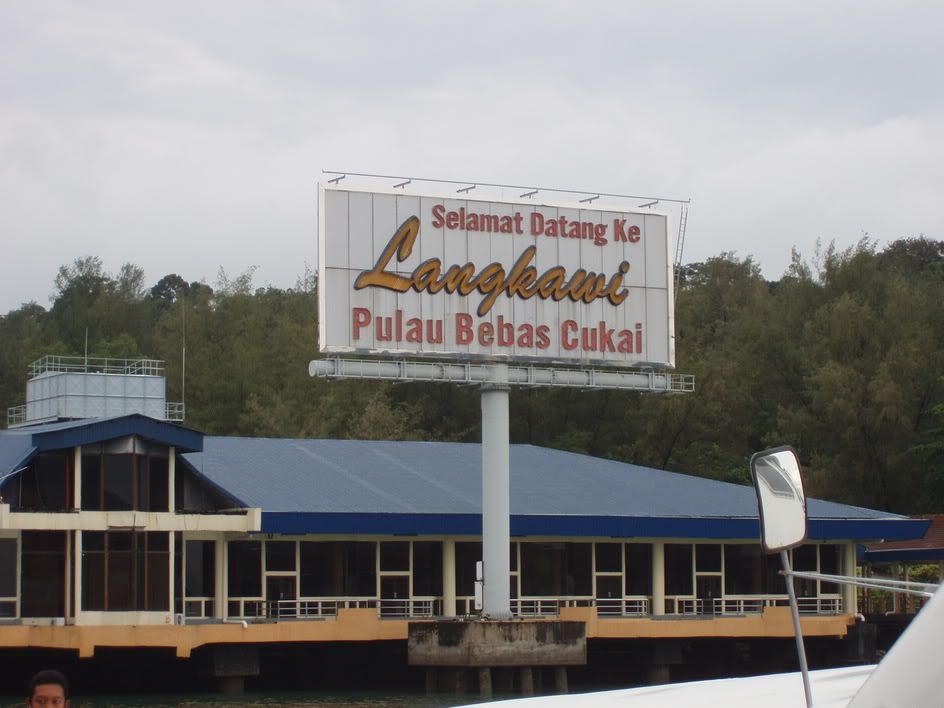 Selamat Datang Ke
Langkawi
Pulau Bebas Cukai